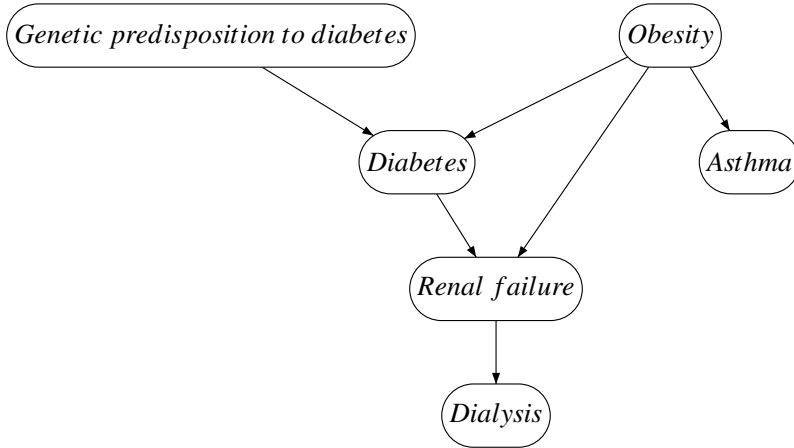 Genetic predisposition to diabetes
Obesity
Diabetes
Asthma
Renal failure
Dialysis